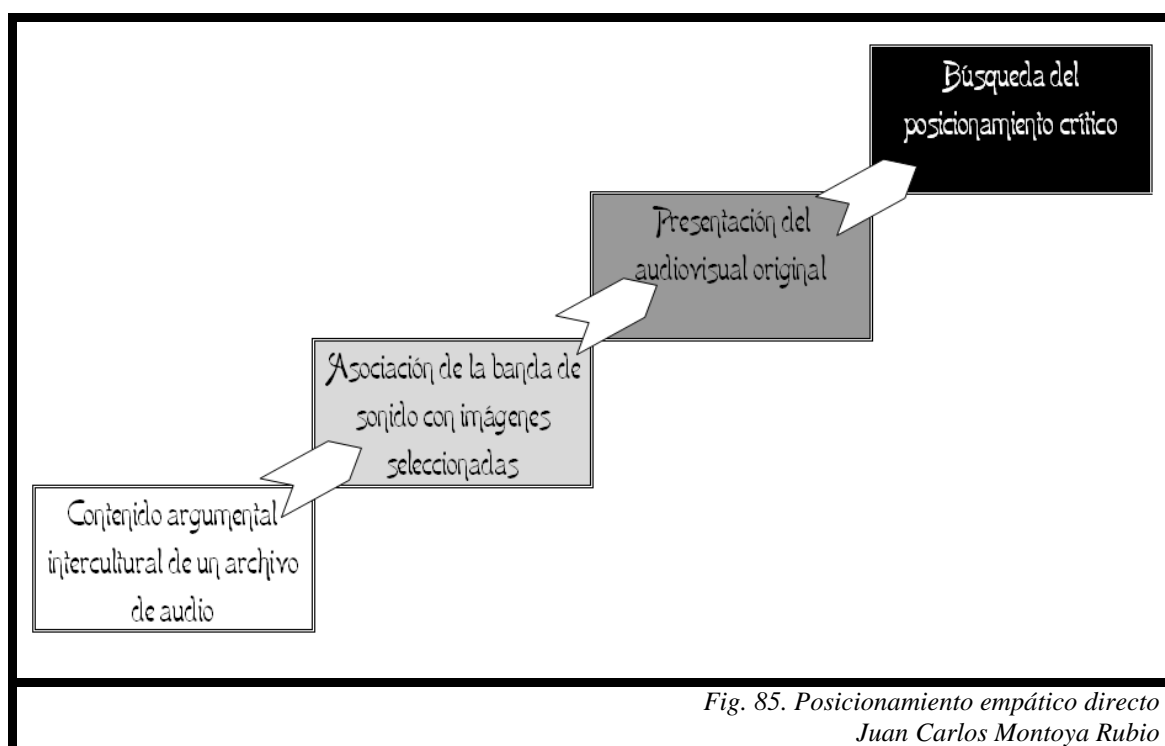 Búsqueda del
posicionamiento crítico
Presentación del
audiovisual original
Asociación de la banda de
sonido con imágenes
seleccionadas
Contenido argumental
intercultural de un archivo
de audio
Fig. 85. Posicionamiento empático directo
Juan Carlos Montoya Rubio